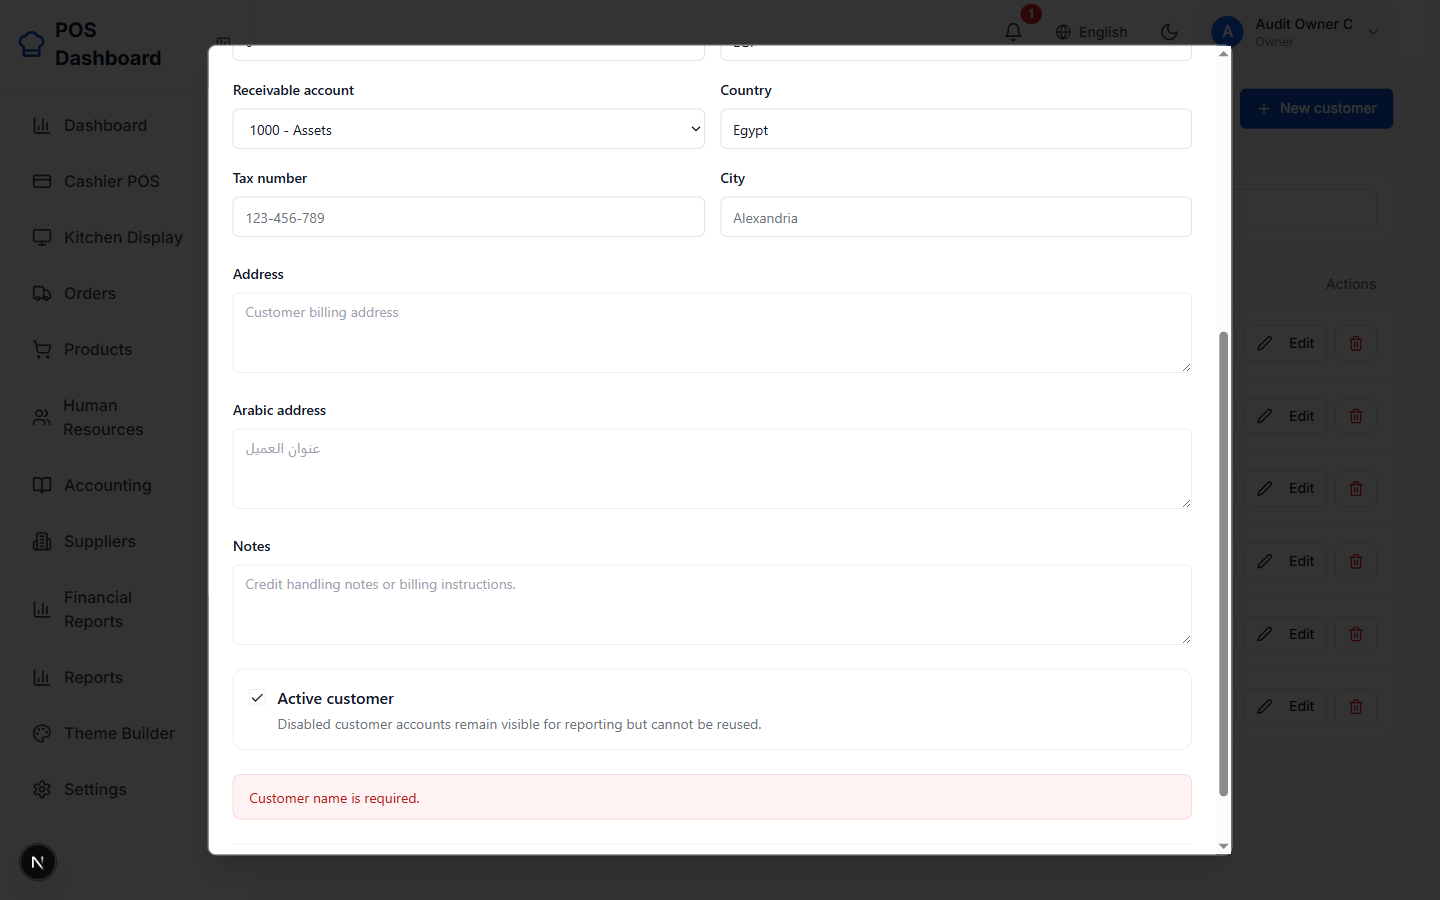 POS
Dashboard
1
English
A
Audit Owner C
Owner
New customer
Dashboard
Cashier POS
Kitchen Display
Orders
Products
Human
Resources
Accounting
Suppliers
Financial
Reports
Reports
Theme Builder
Settings
N
Receivable account
Country
1000 - Assets
Egypt
Tax number
City
123-456-789
Alexandria
Address
Customer billing address
Arabic address
عنوان العميل
Notes
Credit handling notes or billing instructions.
Active customer
Disabled customer accounts remain visible for reporting but cannot be reused.
Customer name is required.
Actions
Edit
Edit
Edit
Edit
Edit
Edit